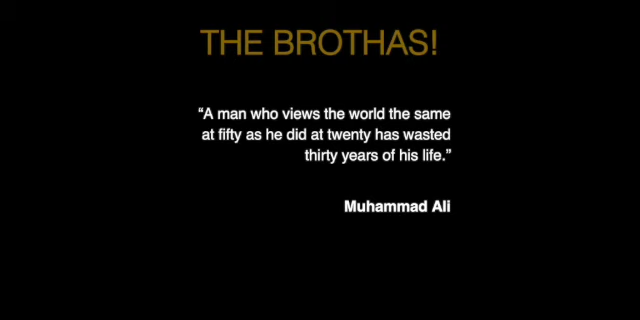 THE BROTHAS!
“A man who views the world the same
at fifty as he did at twenty has wasted
thirty years of his life.”
Muhammad Ali